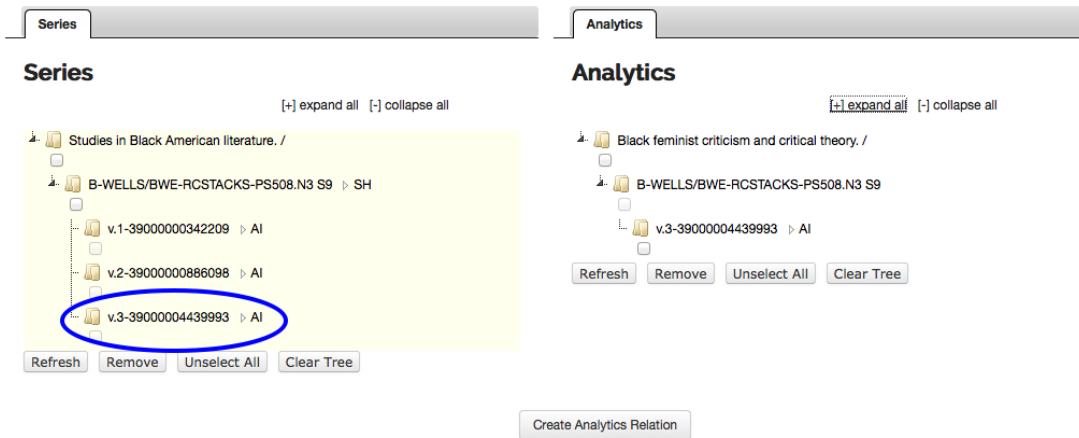 Series
Series
[+] expand all [-] collapse all
Studies in Black American literature. /
B-WELLS/BWE-RCSTACKS-PS508.N3 S9 ▷ SH
v.1-39000000342209 ▷ AI
v.2-39000000886098 ▷ AI
v.3-39000004439993 ▷ AI
Refresh Remove Unselect All Clear Tree
Analytics
Analytics
[+] expand all [-] collapse all
Black feminist criticism and critical theory. /
B-WELLS/BWE-RCSTACKS-PS508.N3 S9
v.3-39000004439993 ▷ AI
Refresh Remove Unselect All Clear Tree
Create Analytics Relation